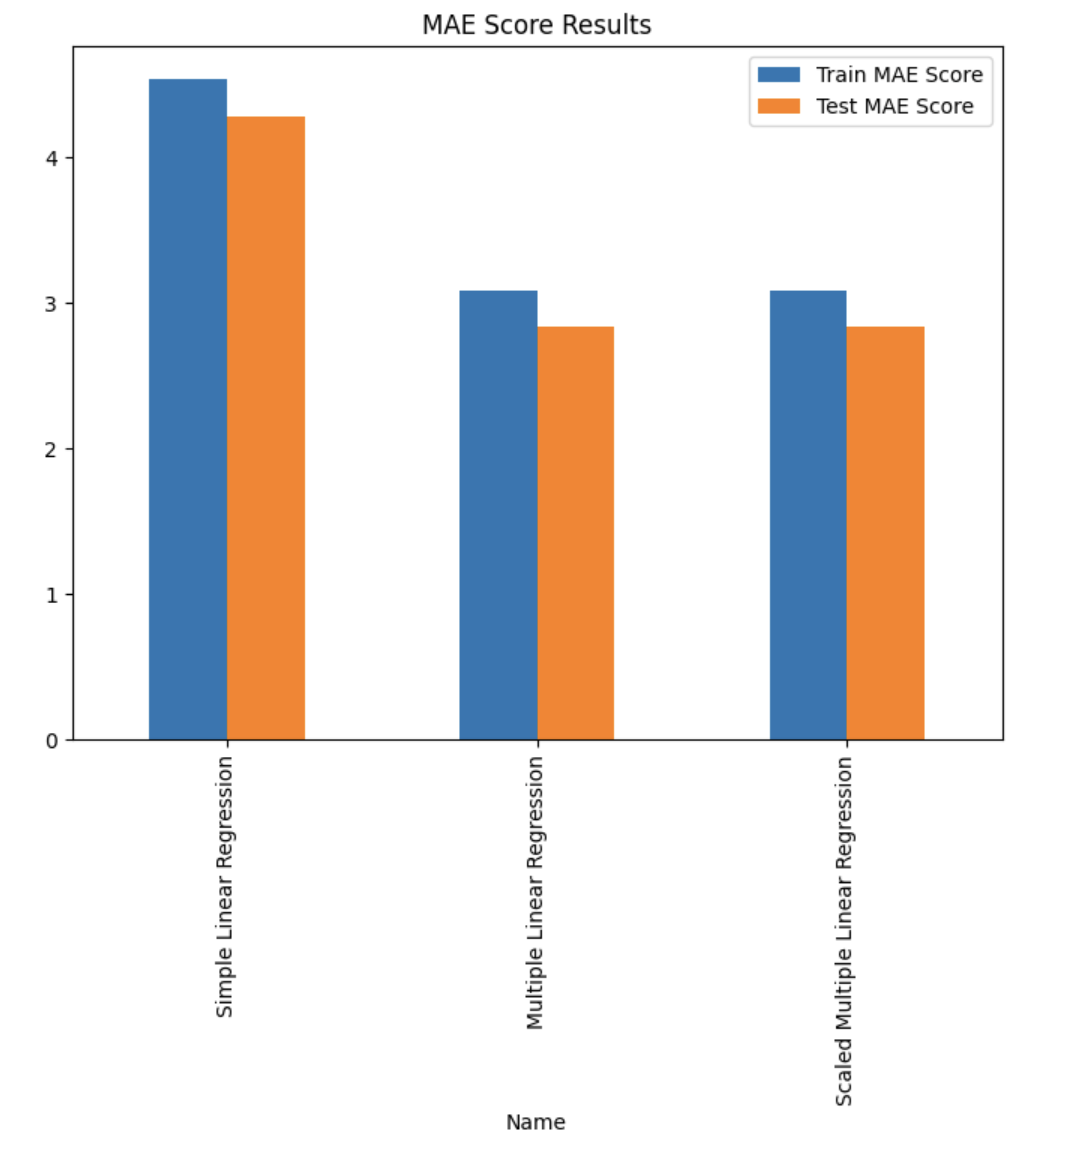 MAE Score Results
Train MAE Score
Test MAE Score
4
3
2
1
0
Simple Linear Regression
Multiple Linear Regression
Scaled Multiple Linear Regression
Name